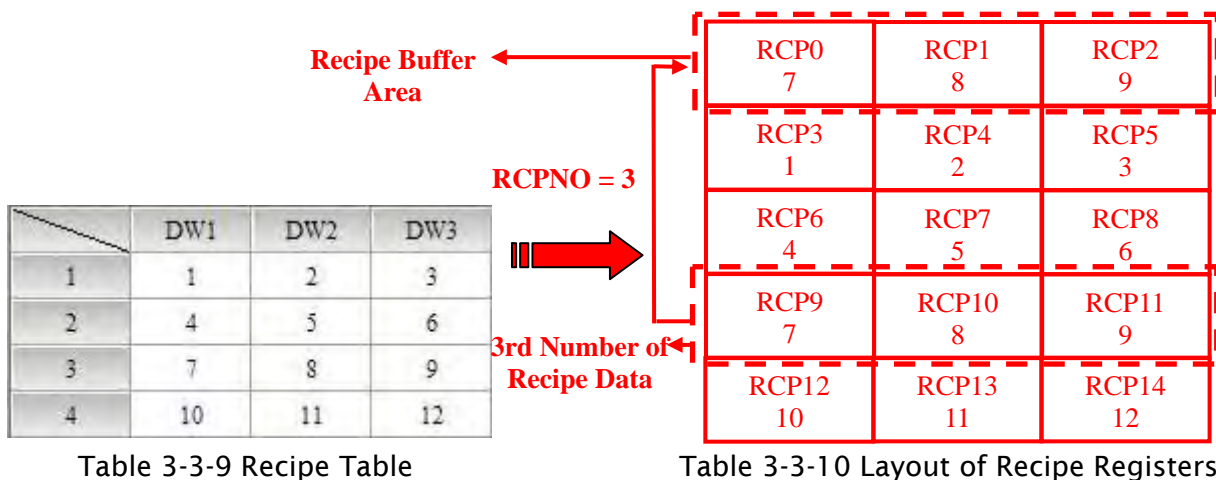 Recipe Buffer
Area
RCPNO = 3
DW1 DW2 DW3
1 1 2 3
2 4 5 6
3 7 8 9
4 10 11 12
Table 3-3-9 Recipe Table
RCP0 RCP1 RCP2
7 8 9
RCP3 RCP4 RCP5
1 2 3
RCP6 RCP7 RCP8
4 5 6
RCP9 RCP10 RCP11
7 8 9
3rd Number of
Recipe Data
RCP12 RCP13 RCP14
10 11 12
Table 3-3-10 Layout of Recipe Registers